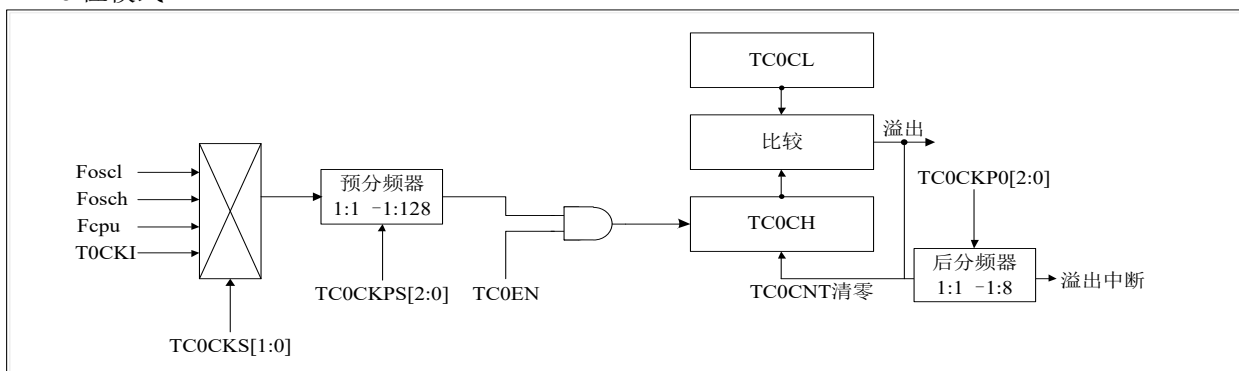 TC0CL
比较
溢出
Foscl
Fosch
Fcpu
T0CKI
预分频器
1:1 -1:128
TC0CKP0[2:0]
TC0CH
后分频器
1:1 -1:8
溢出中断
TC0CKPS[2:0]
TC0EN
TC0CNT清零
TC0CKS[1:0]